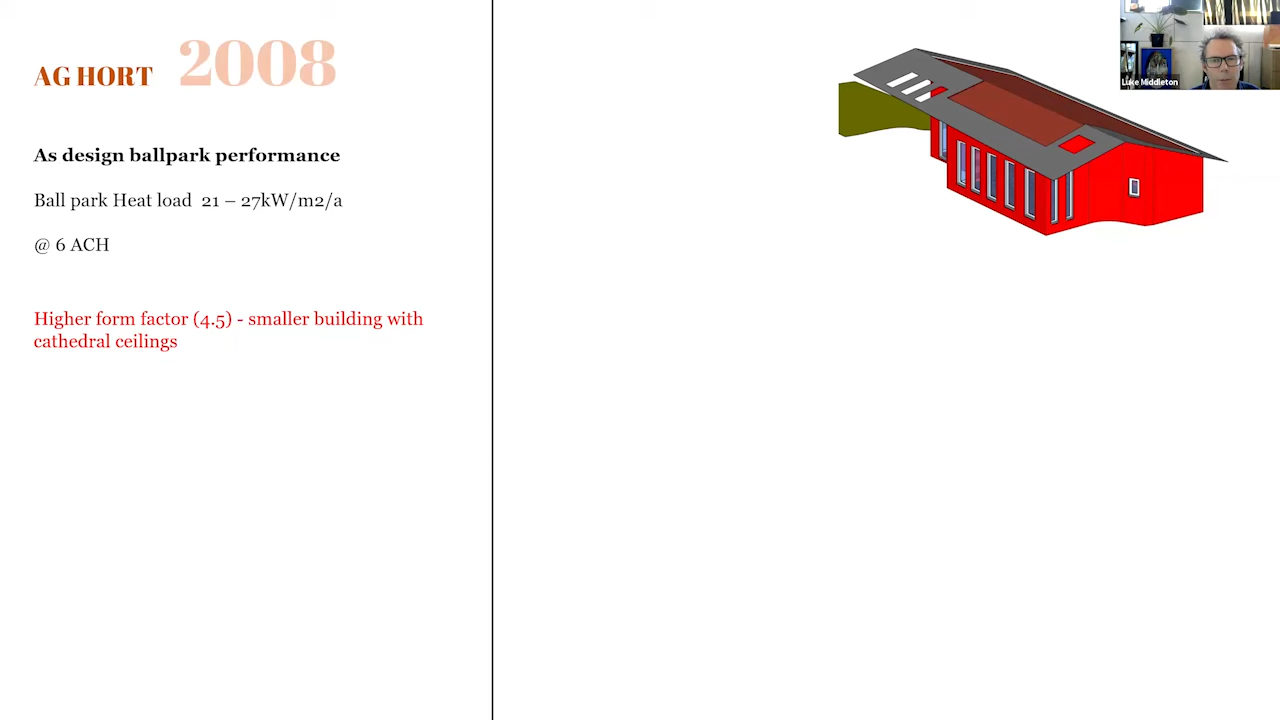 AG HORT 2008
As design ballpark performance
Ball park Heat load 21 – 27kW/m2/a
@ 6 ACH
Higher form factor (4.5) - smaller building with
cathedral ceilings
Luke Middleton